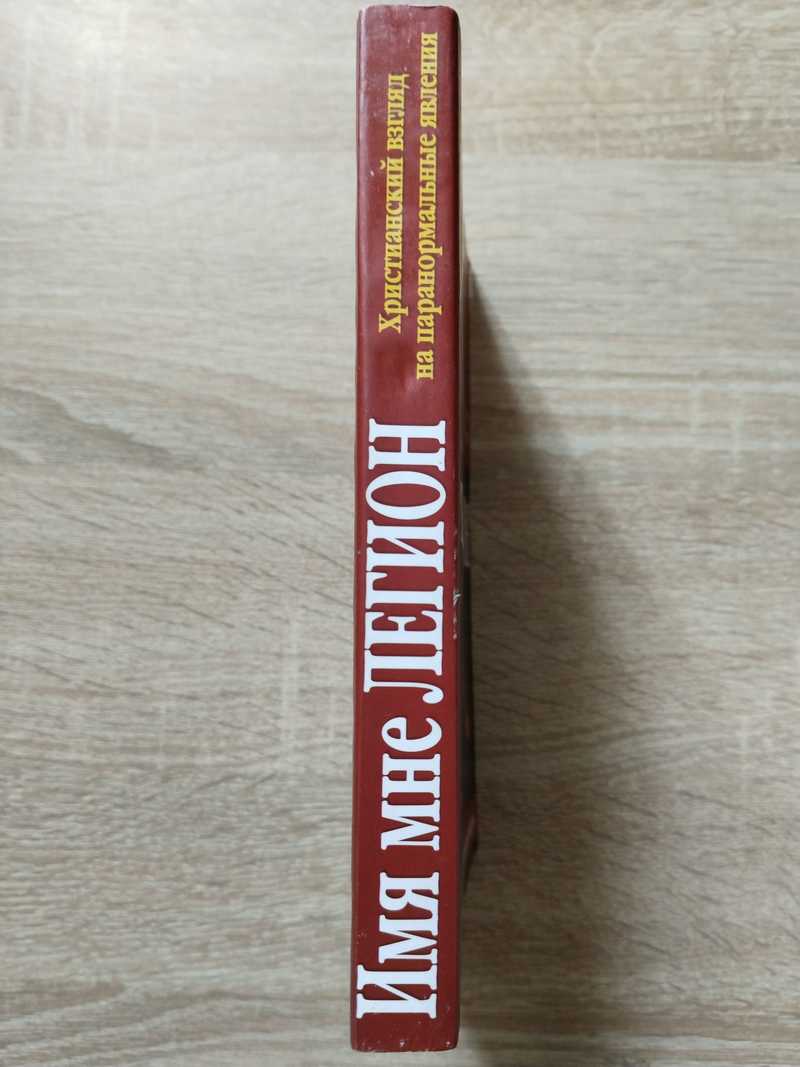 Имя мне ЛЕГИОН
Христианский взгляд
на паранормальные явления